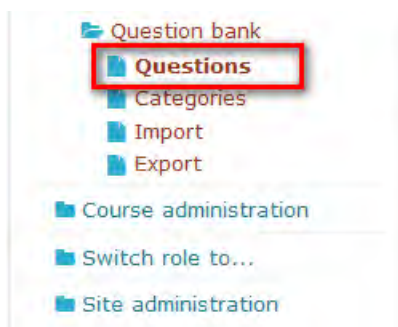 Question bank
Questions
Categories
Import
Export
Course administration
Switch role to...
Site administration